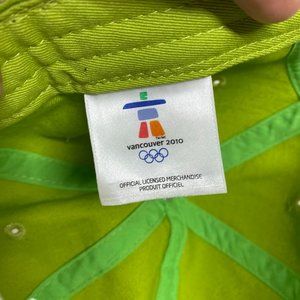 vancouver 2010
OFFICIAL LICENSED MERCHANDISE
PRODUIT OFFICIEL